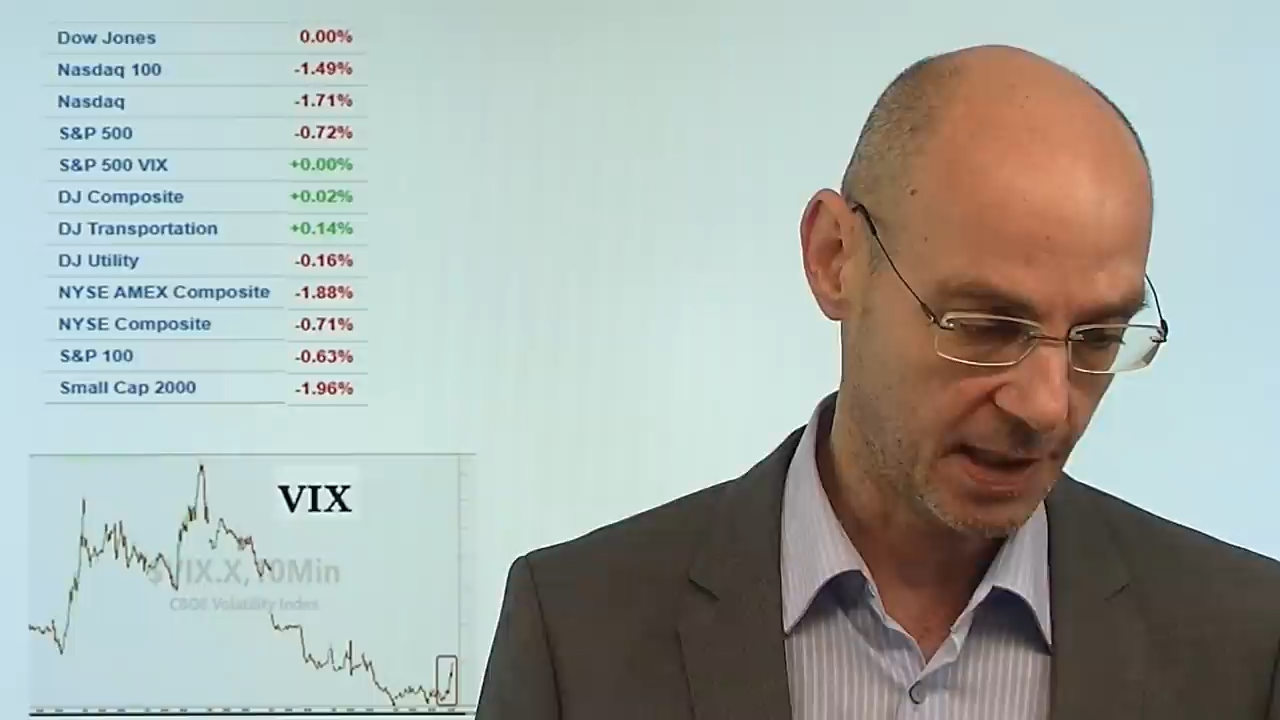 Dow Jones 0.00%
Nasdaq 100 -1.49%
Nasdaq -1.71%
S&P 500 -0.72%
S&P 500 VIX +0.00%
DJ Composite +0.02%
DJ Transportation +0.14%
DJ Utility -0.16%
NYSE AMEX Composite -1.88%
NYSE Composite -0.71%
S&P 100 -0.63%
Small Cap 2000 -1.96%
VIX
$VIX.X,10Min
CBOE Volatility Index